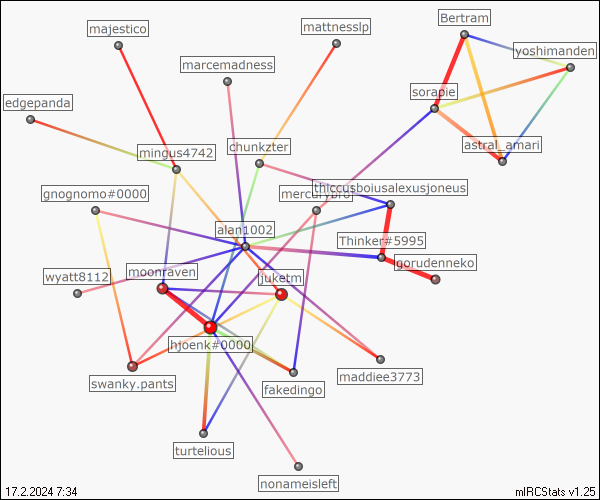 Bertram
majestico
mattnesslp
yoshimanden
marcemadness
sorapie
edgepanda
astral_amari
chunkzter
mingus4742
thiccusboiusalexusjoneus
gnognomo#0000
mercurybro
alan1002
Thinker#5995
gorudenneko
moonraven
wyatt8112
juketm
hjoenk#0000
maddiee3773
swanky.pants
fakedingo
turtelious
nonameisleft
17.2.2024 7:34
mIRCStats v1.25